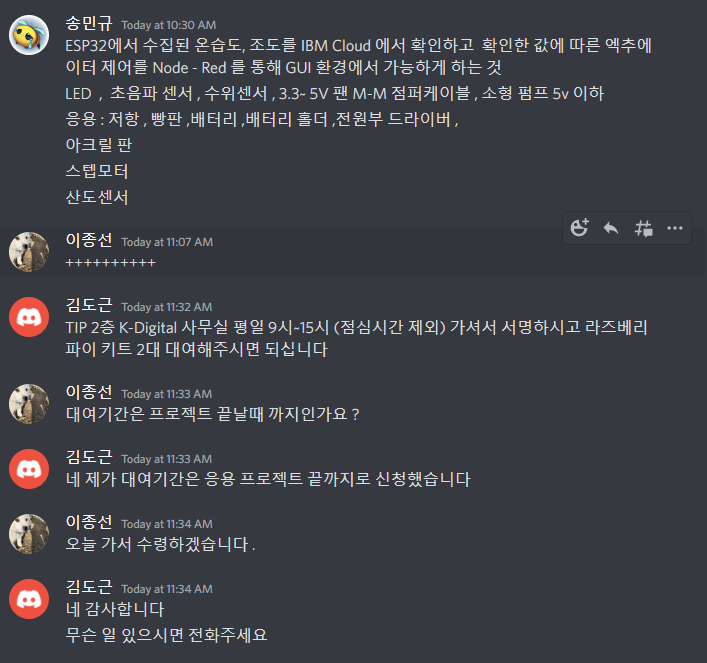 송민규 Today at 10:30 AM
ESP32에서 수집된 온습도, 조도를 IBM Cloud 에서 확인하고 확인한 값에 따른 엑추에
이터 제어를 Node - Red 를 통해 GUI 환경에서 가능하게 하는 것
LED , 초음파 센서 , 수위센서 , 3.3~ 5V 팬 M-M 점퍼케이블 , 소형 펌프 5v 이하
응용 : 저항 , 빵판 ,배터리 ,배터리 홀더 ,전원부 드라이버 ,
아크릴 판
스텝모터
산도센서
이종선 Today at 11:07 AM
++++++++++
김도근 Today at 11:32 AM
TIP 2층 K-Digital 사무실 평일 9시~15시 (점심시간 제외) 가셔서 서명하시고 라즈베리
파이 키트 2대 대여해주시면 되십니다
이종선 Today at 11:33 AM
대여기간은 프로젝트 끝날때 까지인가요 ?
김도근 Today at 11:33 AM
네 제가 대여기간은 응용 프로젝트 끝까지로 신청했습니다
이종선 Today at 11:34 AM
오늘 가서 수령하겠습니다 .
김도근 Today at 11:34 AM
네 감사합니다
무슨 일 있으시면 전화주세요